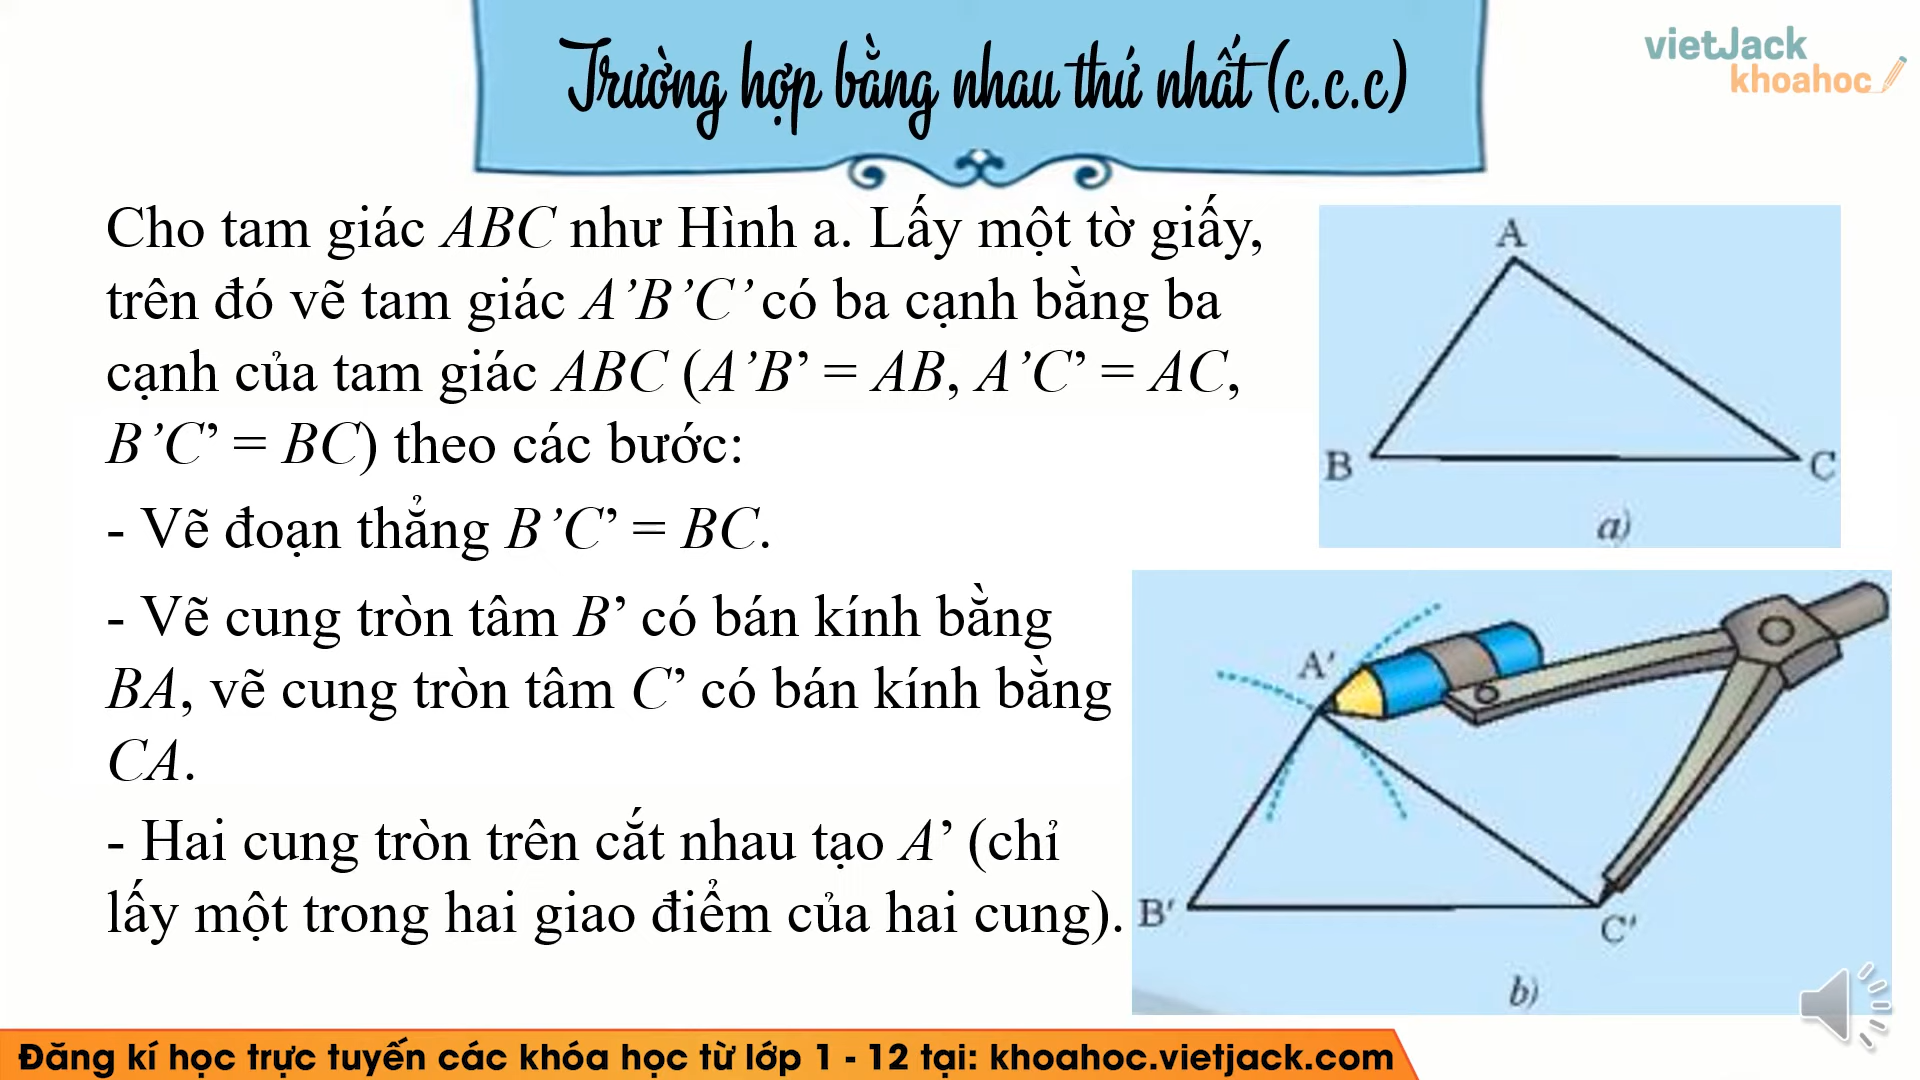 Trường hợp bằng nhau thứ nhất (c.c.c)
vietJack
khoahoc
Cho tam giác ABC như Hình a. Lấy một tờ giấy,
trên đó vẽ tam giác A’B’C’ có ba cạnh bằng ba
cạnh của tam giác ABC (A’B’ = AB, A’C’ = AC,
B’C’ = BC) theo các bước:
- Vẽ đoạn thẳng B’C’ = BC.
- Vẽ cung tròn tâm B’ có bán kính bằng
BA, vẽ cung tròn tâm C’ có bán kính bằng
CA.
- Hai cung tròn trên cắt nhau tạo A’ (chỉ
lấy một trong hai giao điểm của hai cung).
A
B
C
a)
A'
B'
C'
b)
Đăng kí học trực tuyến các khóa học từ lớp 1 - 12 tại: khoahoc.vietjack.com